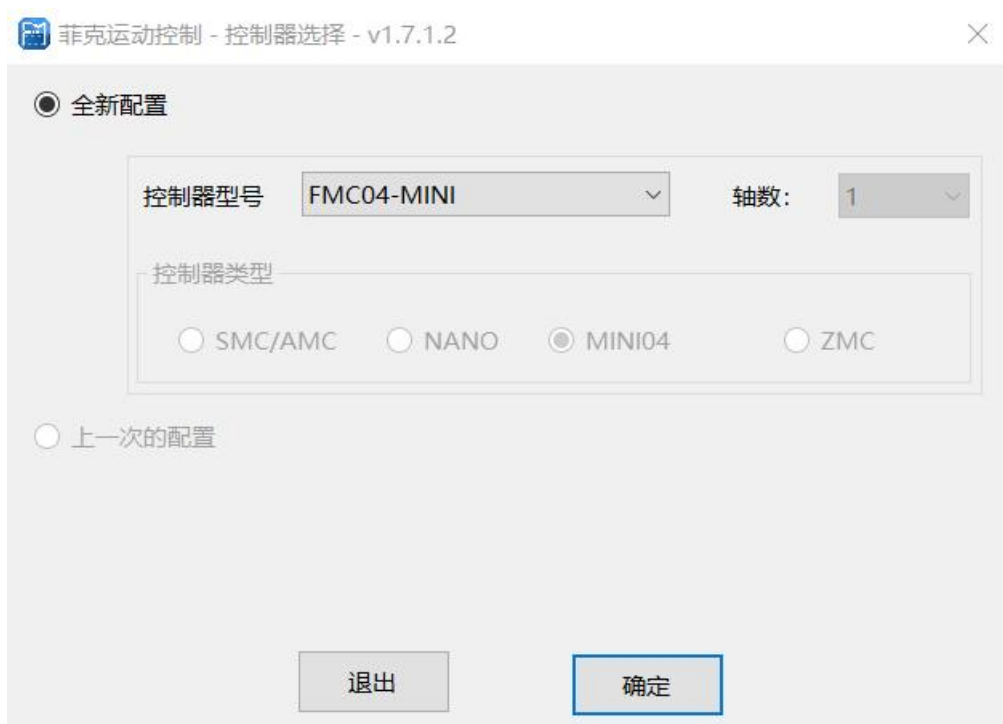 菲克运动控制 - 控制器选择 - v1.7.1.2
全新配置
控制器型号 FMC04-MINI 轴数: 1
控制器类型
SMC/AMC NANO MINI04 ZMC
上一次的配置
退出 确定